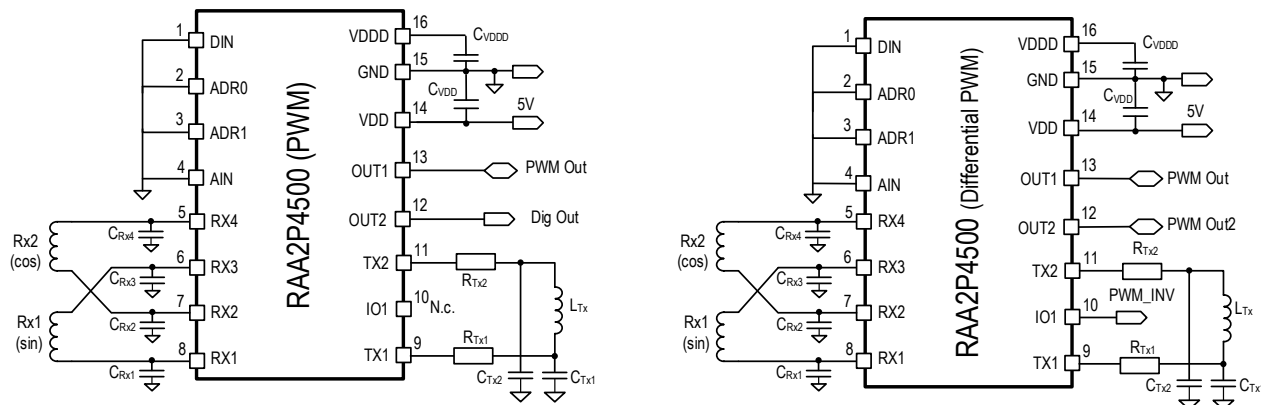 1 DIN
2 ADR0
3 ADR1
4 AIN
5 RX4
6 RX3
7 RX2
8 RX1
RAA2P4500 (PWM)
VDDD 16
GND 15
VDD 14
OUT1 13
OUT2 12
TX2 11
IO1 10 N.c.
TX1 9
CVDDD
CVDD
5V
PWM Out
Dig Out
RTx2
LTx
RTx1
CTx2
CTx1
Rx2
(cos)
Rx1
(sin)
CRx4
CRx3
CRx2
CRx1
1 DIN
2 ADR0
3 ADR1
4 AIN
5 RX4
6 RX3
7 RX2
8 RX1
RAA2P4500 (Differential PWM)
VDDD 16
GND 15
VDD 14
OUT1 13
OUT2 12
TX2 11
IO1 10
TX1 9
CVDDD
CVDD
5V
PWM Out
PWM Out2
RTx2
PWM_INV
LTx
RTx1
CTx2
CTx
Rx2
(cos)
Rx1
(sin)
CRx4
CRx3
CRx2
CRx1